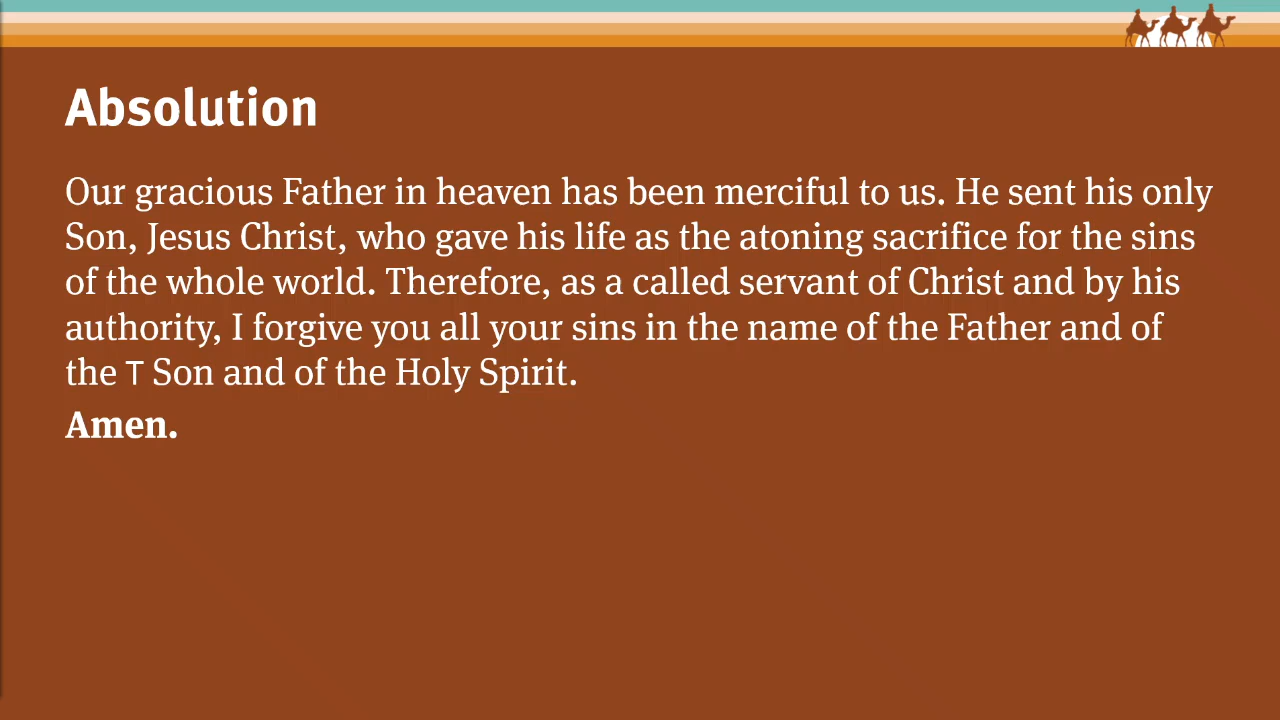 Absolution
Our gracious Father in heaven has been merciful to us. He sent his only
Son, Jesus Christ, who gave his life as the atoning sacrifice for the sins
of the whole world. Therefore, as a called servant of Christ and by his
authority, I forgive you all your sins in the name of the Father and of
the T Son and of the Holy Spirit.
Amen.